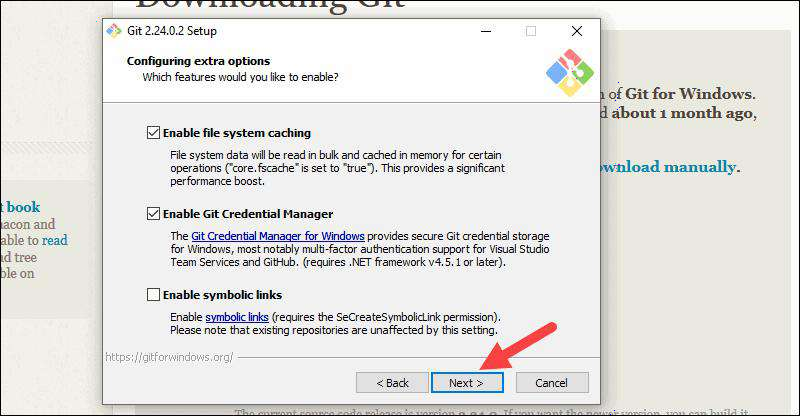 Downloading Git
Git 2.24.0.2 Setup
Configuring extra options
Which features would you like to enable?
Enable file system caching
File system data will be read in bulk and cached in memory for certain
operations ("core.fscache" is set to "true"). This provides a significant
performance boost.
Enable Git Credential Manager
The Git Credential Manager for Windows provides secure Git credential storage
for Windows, most notably multi-factor authentication support for Visual Studio
Team Services and GitHub. (requires .NET framework v4.5.1 or later).
Enable symbolic links
Enable symbolic links (requires the SeCreateSymbolicLink permission).
Please note that existing repositories are unaffected by this setting.
https://gitforwindows.org/
< Back
Next >
Cancel
of Git for Windows.
about 1 month ago,
download manually.
book
and
able to read
tree
on
The current source code release is version If you want the newer version, you can build it